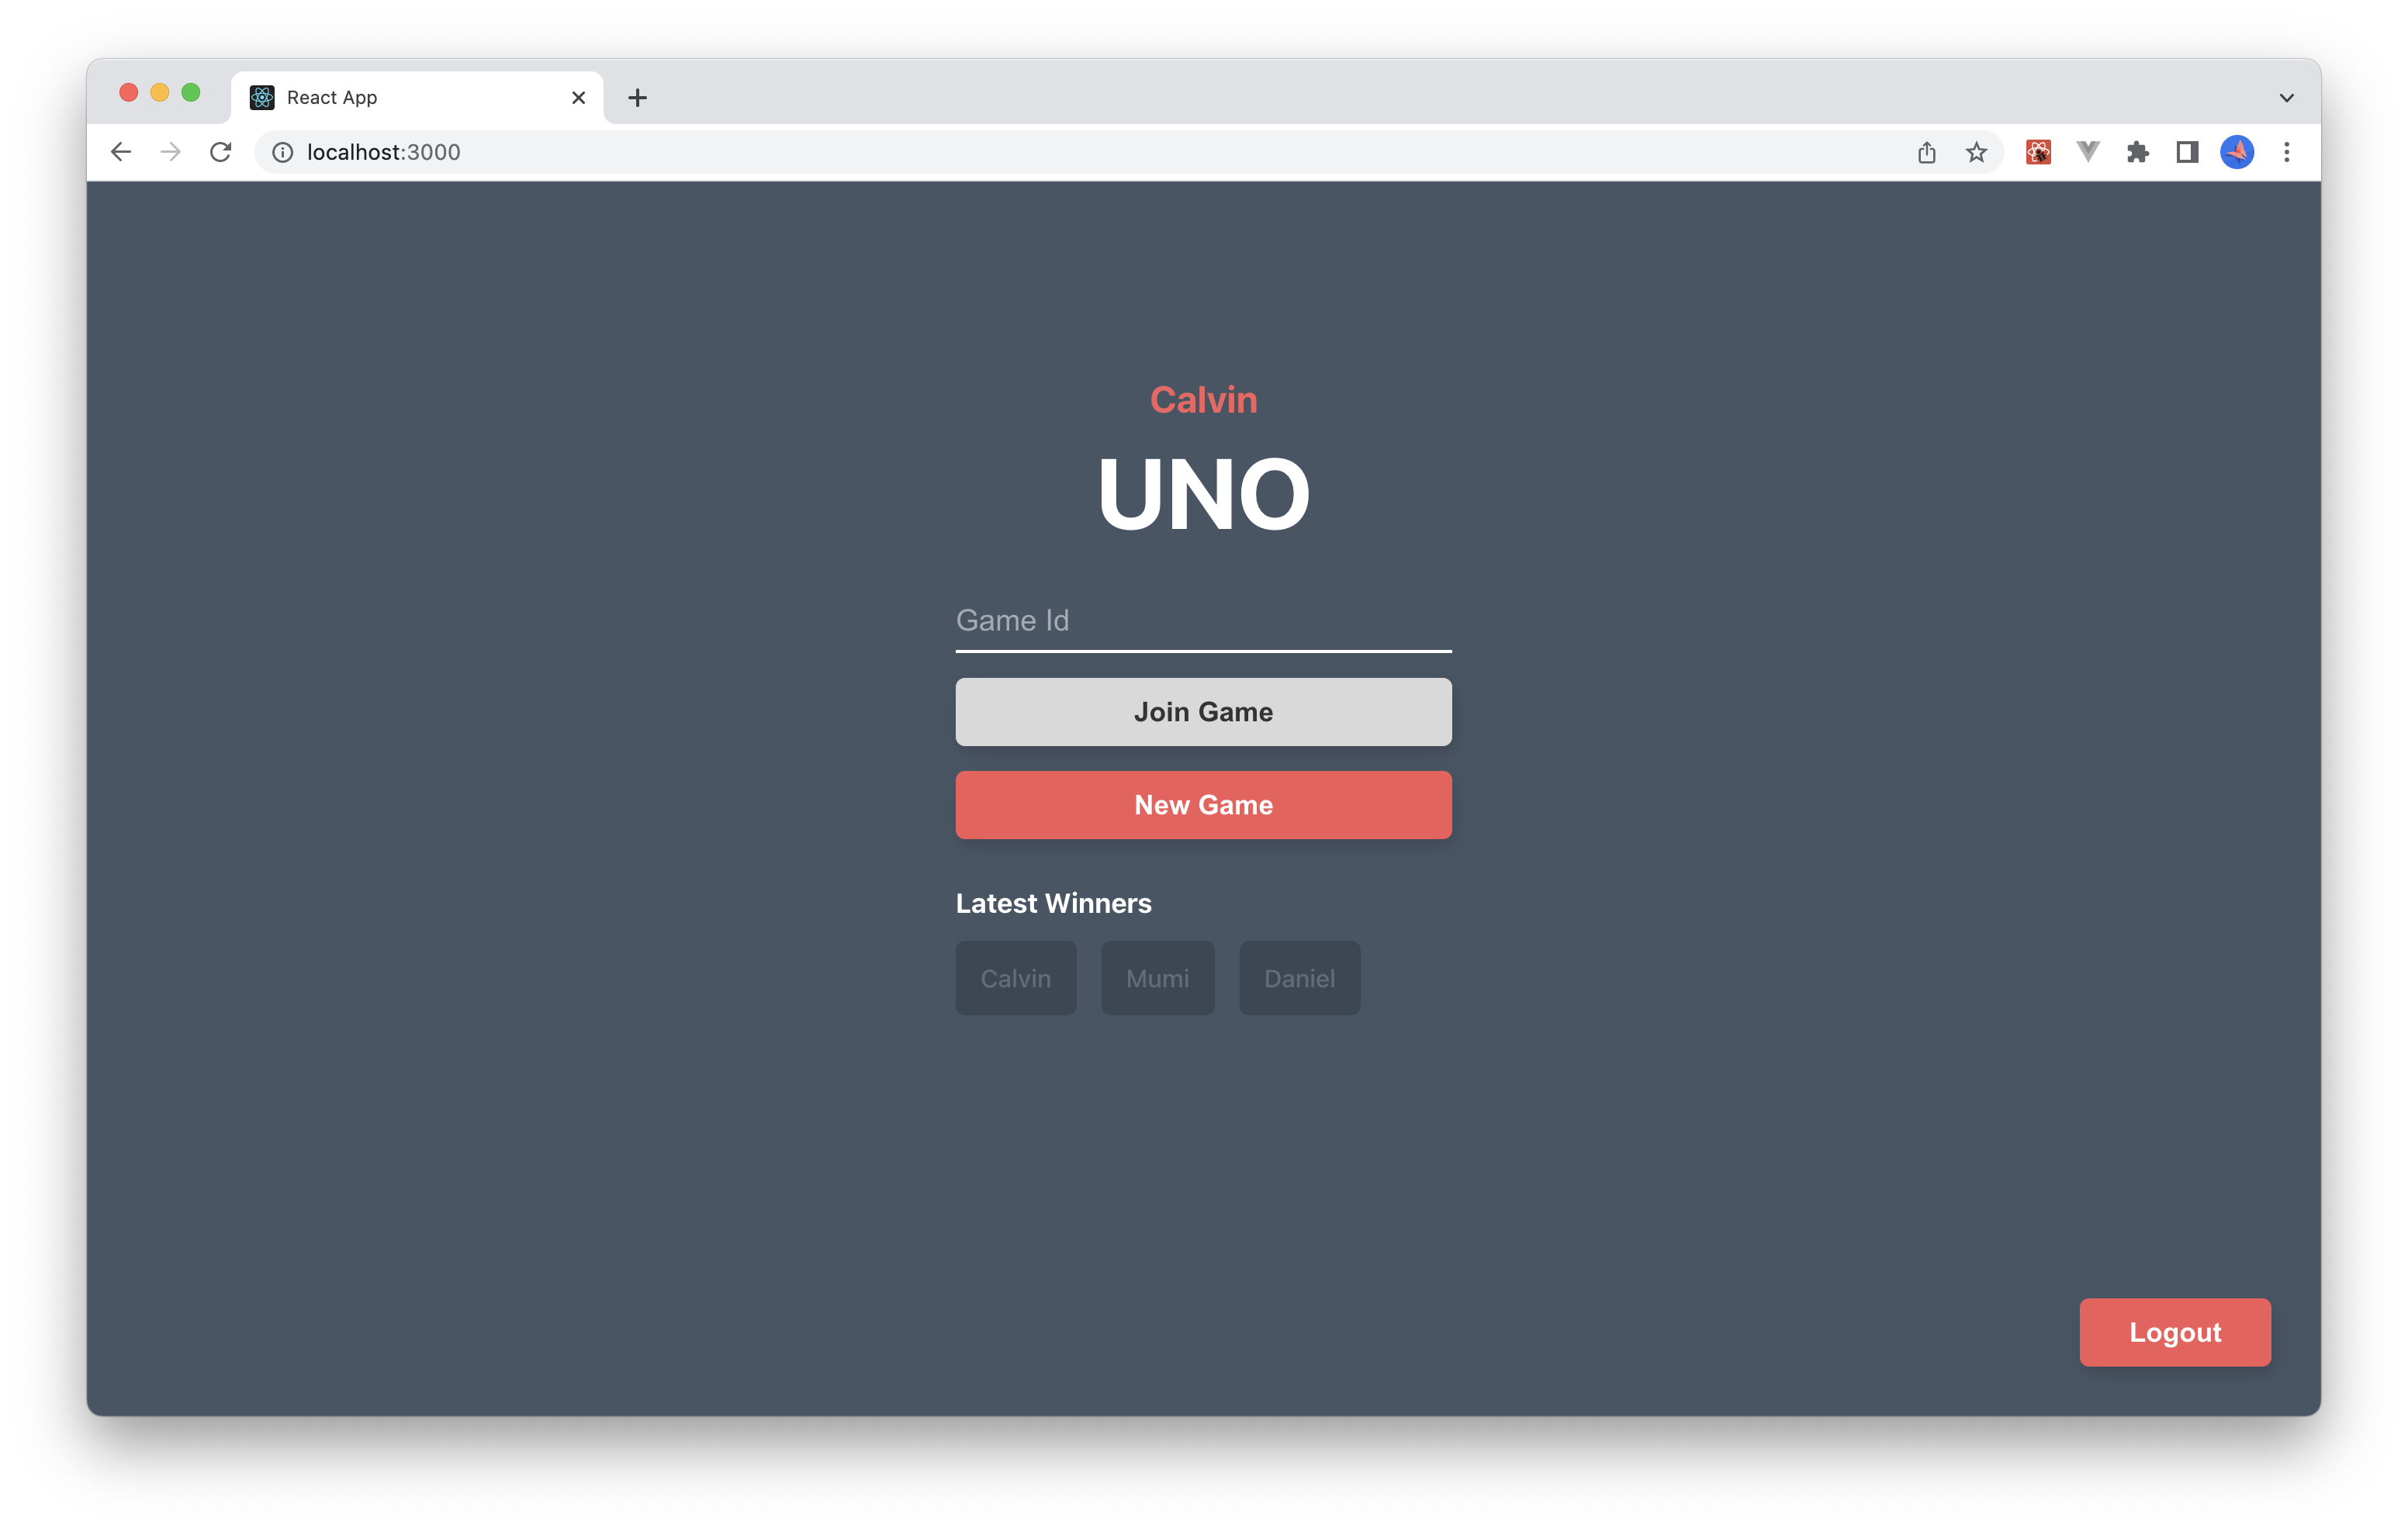 React App
localhost:3000
Calvin
UNO
Game Id
Join Game
New Game
Latest Winners
Calvin Mumi Daniel
Logout